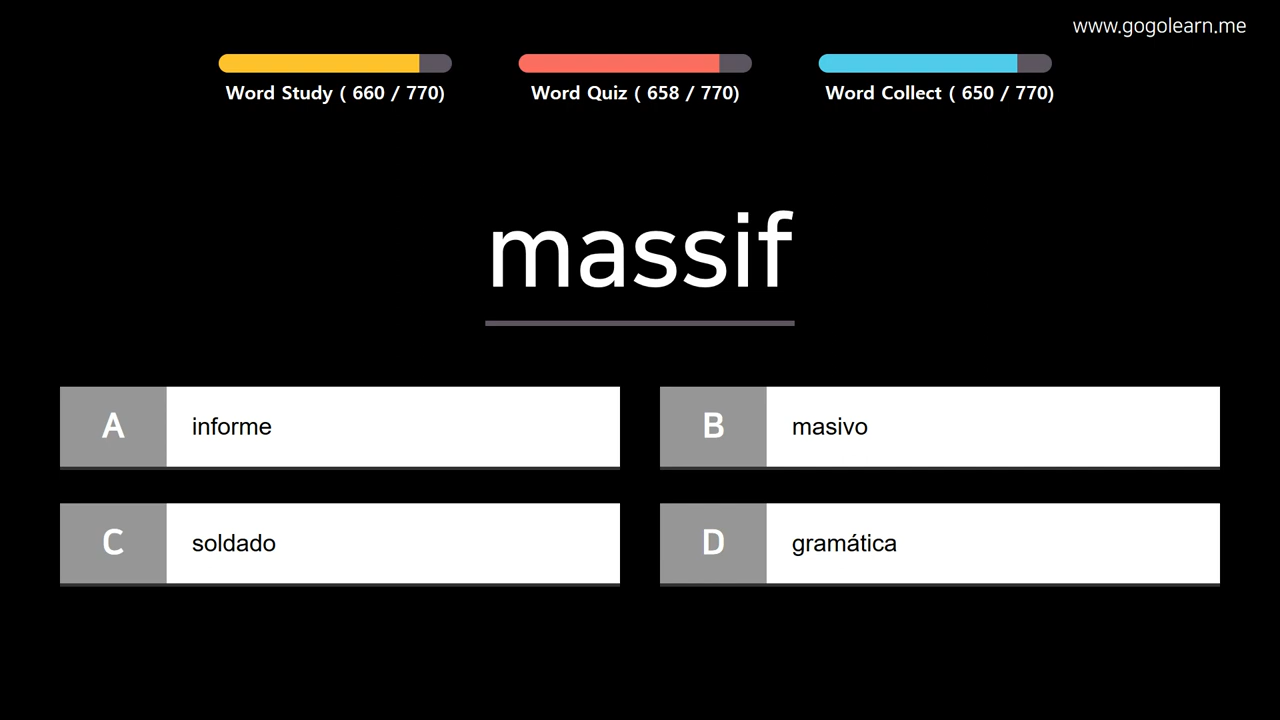 www.gogolearn.me
Word Study ( 660 / 770)
Word Quiz ( 658 / 770)
Word Collect ( 650 / 770)
massif
A informe
B masivo
C soldado
D gramática